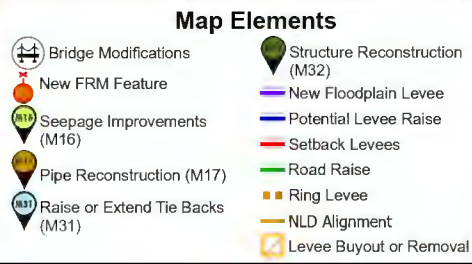 Map Elements
Bridge Modifications
New FRM Feature
M16
Seepage Improvements
(M16)
M17
Pipe Reconstruction (M17)
M31
Raise or Extend Tie Backs
(M31)
Structure Reconstruction
(M32)
New Floodplain Levee
Potential Levee Raise
Setback Levees
Road Raise
Ring Levee
NLD Alignment
Levee Buyout or Removal